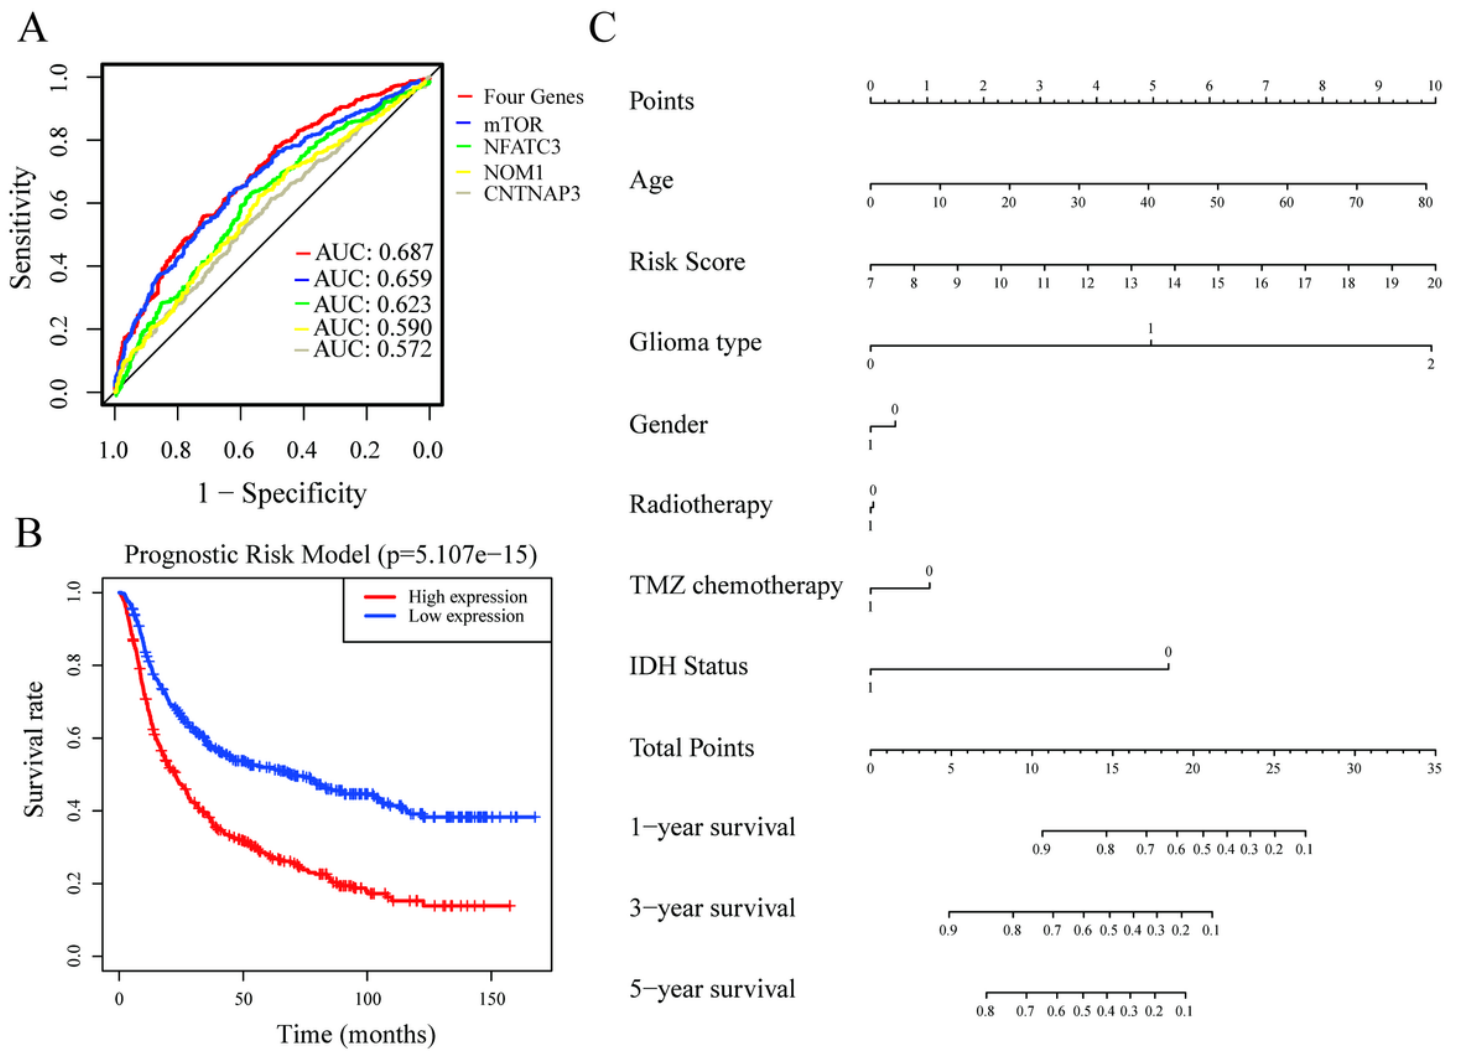 A
1.0
0.8
0.6
0.4
0.2
0.0
Sensitivity
1.0 0.8 0.6 0.4 0.2 0.0
1 − Specificity
Four Genes
mTOR
NFATC3
NOM1
CNTNAP3
AUC: 0.687
AUC: 0.659
AUC: 0.623
AUC: 0.590
AUC: 0.572
B
Prognostic Risk Model (p=5.107e−15)
High expression
Low expression
1.0
0.8
0.6
0.4
0.2
0.0
Survival rate
0 50 100 150
Time (months)
C
Points
0 1 2 3 4 5 6 7 8 9 10
Age
0 10 20 30 40 50 60 70 80
Risk Score
7 8 9 10 11 12 13 14 15 16 17 18 19 20
Glioma type
1
0 2
Gender
0
1
Radiotherapy
0
1
TMZ chemotherapy
0
1
IDH Status
0
1
Total Points
0 5 10 15 20 25 30 35
1−year survival
0.9 0.8 0.7 0.6 0.5 0.4 0.3 0.2 0.1
3−year survival
0.9 0.8 0.7 0.6 0.5 0.4 0.3 0.2 0.1
5−year survival
0.8 0.7 0.6 0.5 0.4 0.3 0.2 0.1